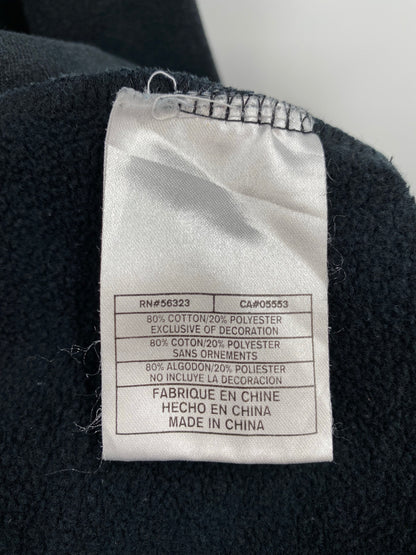 RN#56323 CA#05553
80% COTTON/20% POLYESTER
EXCLUSIVE OF DECORATION
80% COTON/20% POLYESTER
SANS ORNEMENTS
80% ALGODON/20% POLIESTER
NO INCLUYE LA DECORACIÓN
FABRIQUE EN CHINE
HECHO EN CHINA
MADE IN CHINA